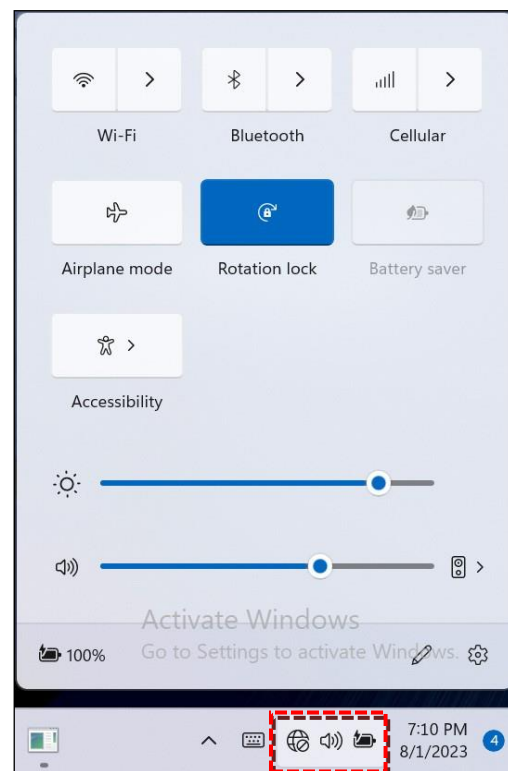 Wi-Fi Bluetooth Cellular
Airplane mode Rotation lock Battery saver
Accessibility
Activate Windows
100% Go to Settings to activate Windows.
7:10 PM
8/1/2023
4